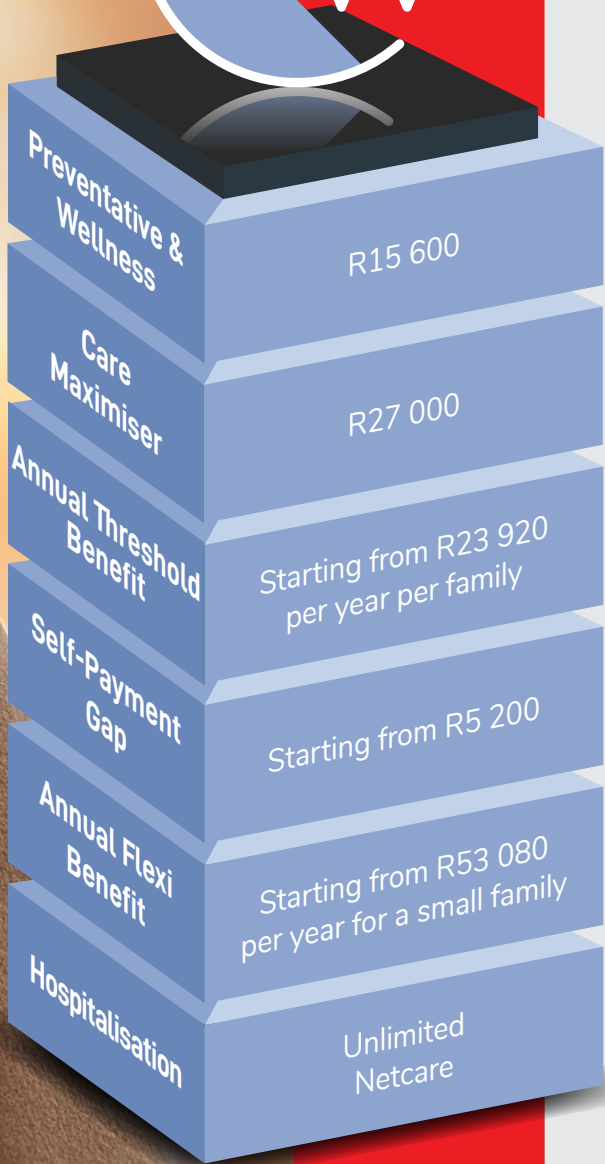 Preventative &
Wellness
R15 600
Care
Maximiser
R27 000
Annual Threshold
Benefit
Starting from R23 920
per year per family
Self-Payment
Gap
Starting from R5 200
Annual Flexi
Benefit
Starting from R53 080
per year for a small family
Hospitalisation
Unlimited
Netcare